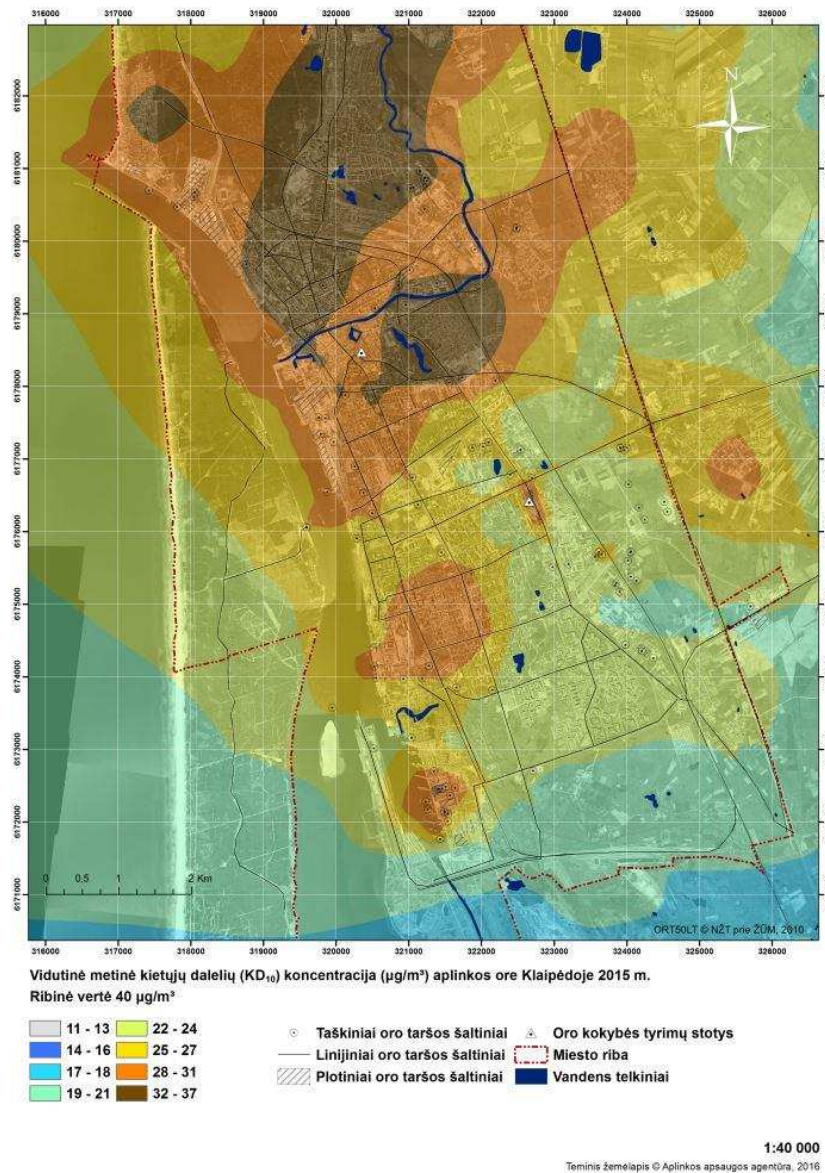 316000 317000 318000 319000 320000 321000 322000 323000 324000 325000 326000
N
6182000
6181000
6180000
6179000
6178000
6177000
6176000
6175000
6174000
6173000
6172000
6171000
0 0.5 1 2 Km
ORT50LT © NŽT prie ŽŪM, 2010
316000 317000 318000 319000 320000 321000 322000 323000 324000 325000 326000
Vidutinė metinė kietųjų dalelių (KD₁₀) koncentracija (µg/m³) aplinkos ore Klaipėdoje 2015 m.
Ribinė vertė 40 µg/m³
11 - 13 22 - 24
14 - 16 25 - 27
17 - 18 28 - 31
19 - 21 32 - 37
Taškiniai oro taršos šaltiniai Oro kokybės tyrimų stotys
Linijiniai oro taršos šaltiniai Miesto riba
Plotiniai oro taršos šaltiniai Vandens telkiniai
1:40 000
Teminis žemėlapis © Aplinkos apsaugos agentūra, 2016